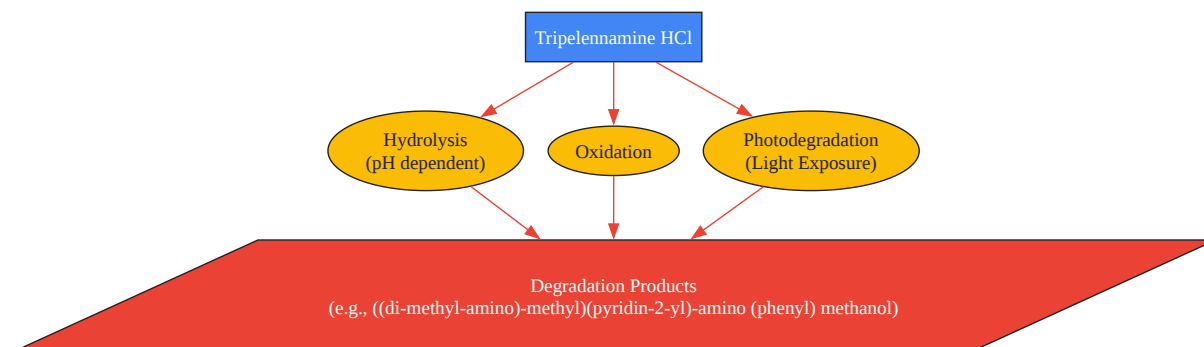 Tripelennamine HCl
Hydrolysis
(pH dependent)
Oxidation
Photodegradation
(Light Exposure)
Degradation Products
(e.g., ((di-methyl-amino)-methyl)(pyridin-2-yl)-amino (phenyl) methanol)